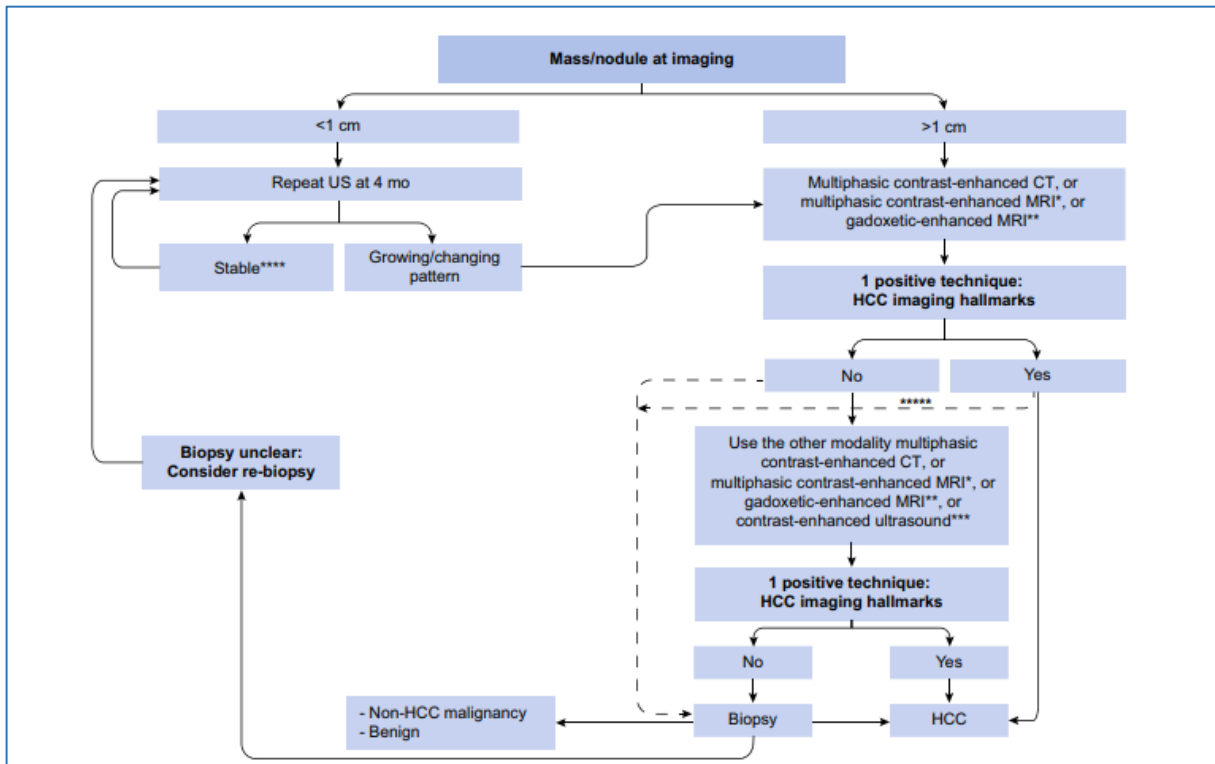 Mass/nodule at imaging
<1 cm
>1 cm
Repeat US at 4 mo
Multiphasic contrast-enhanced CT, or
multiphasic contrast-enhanced MRI*, or
gadoxetic-enhanced MRI**
Stable****
Growing/changing
pattern
1 positive technique:
HCC imaging hallmarks
No
Yes
*****
Use the other modality multiphasic
contrast-enhanced CT, or
multiphasic contrast-enhanced MRI*, or
gadoxetic-enhanced MRI**, or
contrast-enhanced ultrasound***
Biopsy unclear:
Consider re-biopsy
1 positive technique:
HCC imaging hallmarks
No
Yes
- Non-HCC malignancy
- Benign
Biopsy
HCC